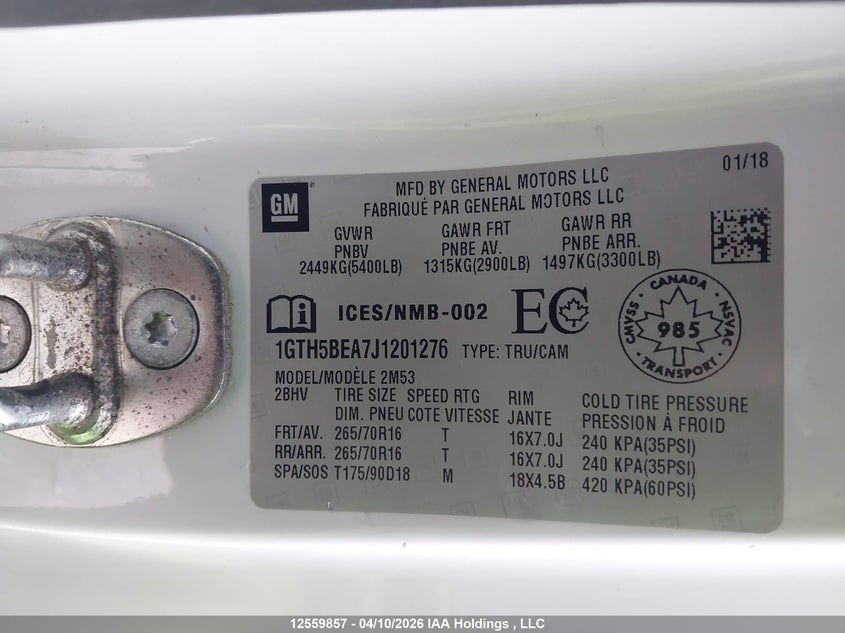 01/18
GM
MFD BY GENERAL MOTORS LLC
FABRIQUÉ PAR GENERAL MOTORS LLC
GVWR GAWR FRT GAWR RR
PNBV PNBE AV. PNBE ARR.
2449KG(5400LB) 1315KG(2900LB) 1497KG(3300LB)
i ICES/NMB-002 EC
CANADA
CMVSS 985 NSVAC
TRANSPORT
1GTH5BEA7J1201276 TYPE: TRU/CAM
MODEL/MODÈLE 2M53
2BHV TIRE SIZE SPEED RTG RIM COLD TIRE PRESSURE
DIM. PNEU COTE VITESSE JANTE PRESSION À FROID
FRT/AV. 265/70R16 T 16X7.0J 240 KPA(35PSI)
RR/ARR. 265/70R16 T 16X7.0J 240 KPA(35PSI)
SPA/SOS T175/90D18 M 18X4.5B 420 KPA(60PSI)
12559857 - 04/10/2026 IAA Holdings , LLC